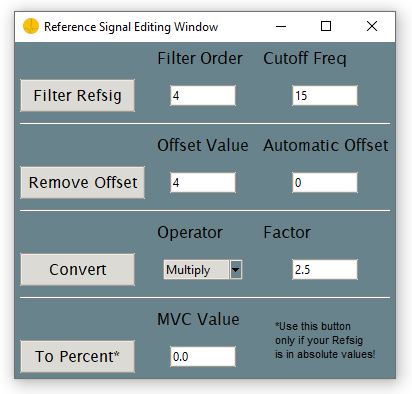 Reference Signal Editing Window
Filter Order Cutoff Freq
Filter Refsig 4 15
Offset Value Automatic Offset
Remove Offset 4 0
Operator Factor
Convert Multiply 2.5
MVC Value
To Percent* 0.0
*Use this button
only if your Refsig
is in absolute values!